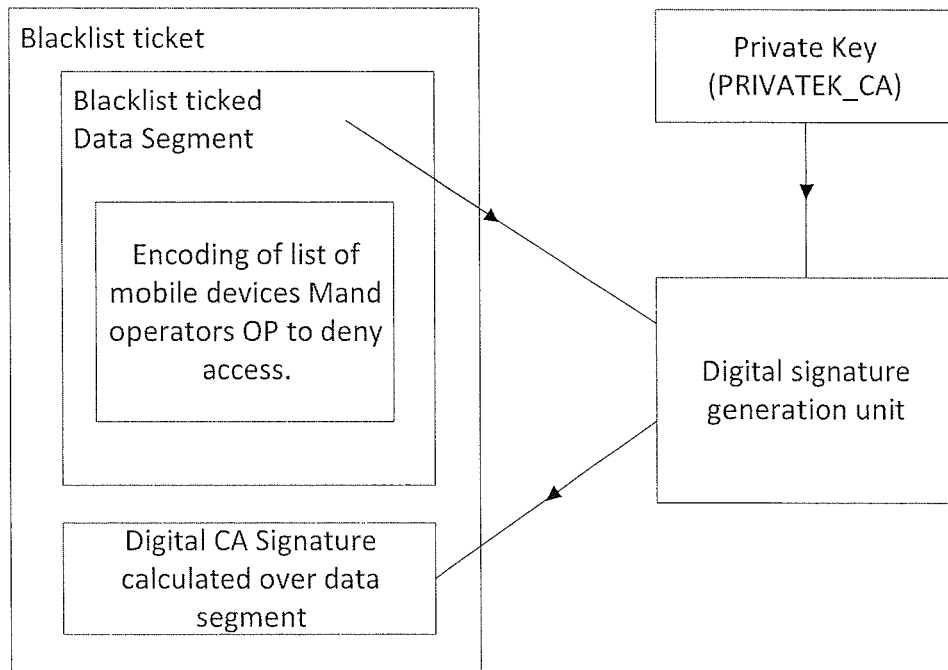 Blacklist ticket
Blacklist ticked
Data Segment
Encoding of list of
mobile devices Mand
operators OP to deny
access.
Digital CA Signature
calculated over data
segment
Private Key
(PRIVATEK_CA)
Digital signature
generation unit